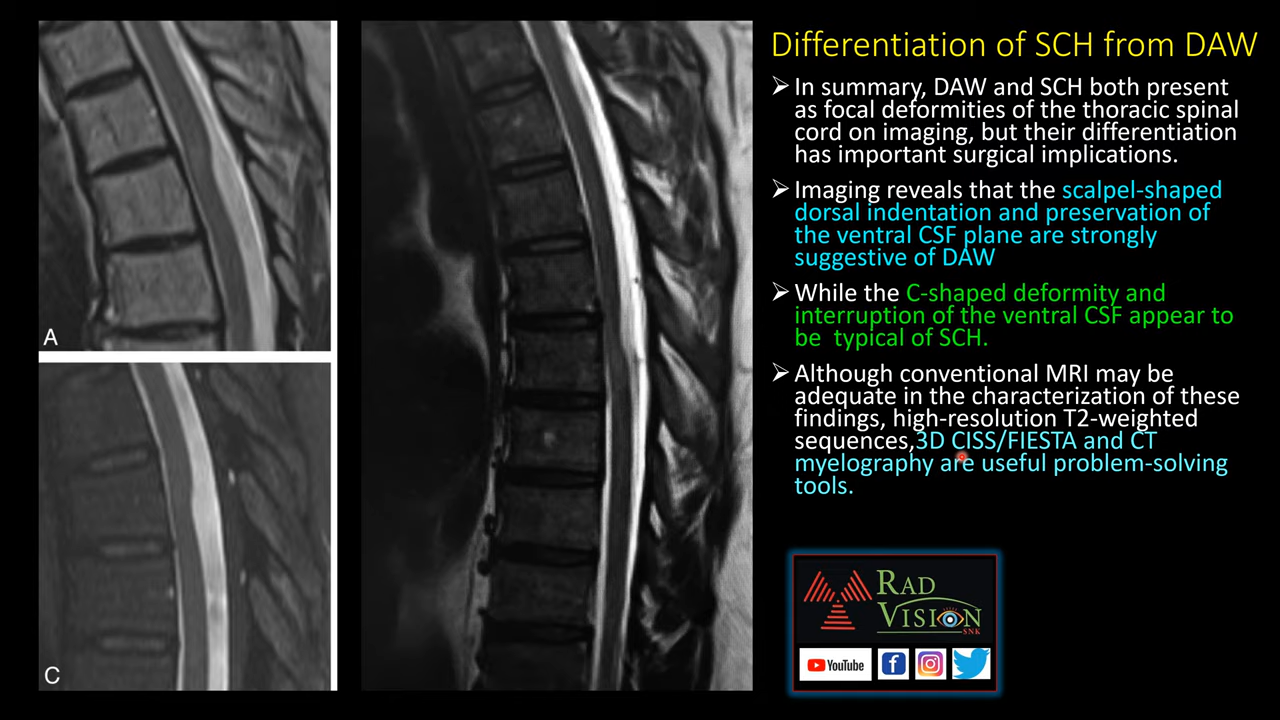 Differentiation of SCH from DAW
In summary, DAW and SCH both present
as focal deformities of the thoracic spinal
cord on imaging, but their differentiation
has important surgical implications.
Imaging reveals that the scalpel-shaped
dorsal indentation and preservation of
the ventral CSF plane are strongly
suggestive of DAW
While the C-shaped deformity and
interruption of the ventral CSF appear to
be typical of SCH.
Although conventional MRI may be
adequate in the characterization of these
findings, high-resolution T2-weighted
sequences,3D CISS/FIESTA and CT
myelography are useful problem-solving
tools.
A
C
RAD
VISION
SNK
YouTube